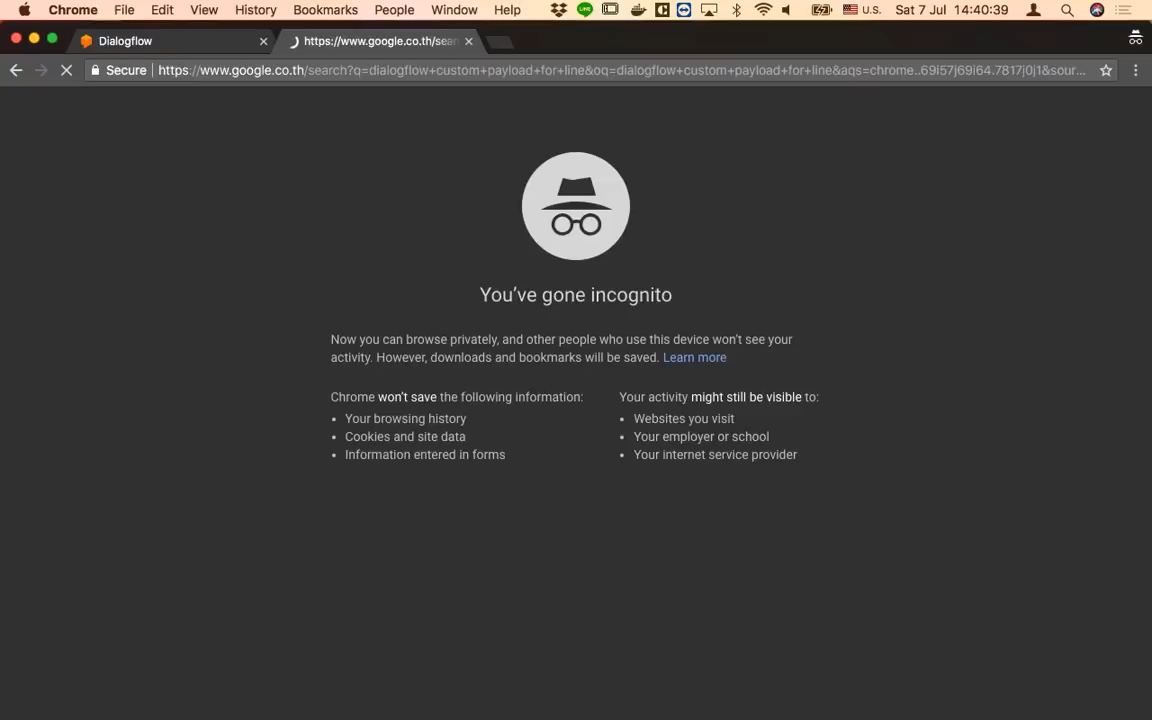 Chrome File Edit View History Bookmarks People Window Help U.S. Sat 7 Jul 14:40:39
Dialogflow https://www.google.co.th/sear
Secure https://www.google.co.th/search?q=dialogflow+custom+payload+for+line&oq=dialogflow+custom+payload+for+line&aqs=chrome..69i57j69i64.7817j0j1&sour...
You've gone incognito
Now you can browse privately, and other people who use this device won't see your
activity. However, downloads and bookmarks will be saved. Learn more
Chrome won't save the following information:
• Your browsing history
• Cookies and site data
• Information entered in forms
Your activity might still be visible to:
• Websites you visit
• Your employer or school
• Your internet service provider